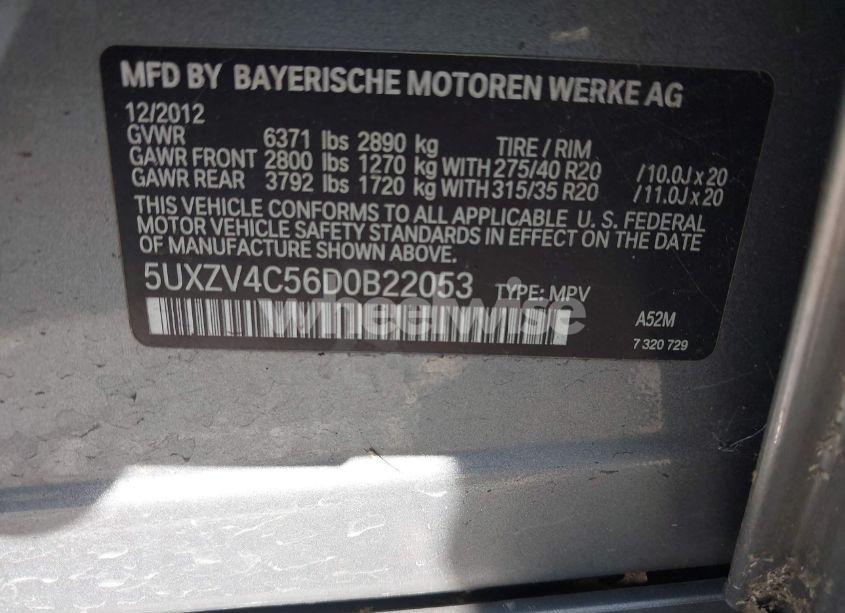 MFD BY BAYERISCHE MOTOREN WERKE AG
12/2012
GVWR 6371 lbs 2890 kg TIRE / RIM
GAWR FRONT 2800 lbs 1270 kg WITH 275/40 R20 /10.0J x 20
GAWR REAR 3792 lbs 1720 kg WITH 315/35 R20 /11.0J x 20
THIS VEHICLE CONFORMS TO ALL APPLICABLE U. S. FEDERAL
MOTOR VEHICLE SAFETY STANDARDS IN EFFECT ON THE DATE
OF MANUFACTURE SHOWN ABOVE.
5UXZV4C56D0B22053 TYPE: MPV
wheelwise
A52M
7 320 729